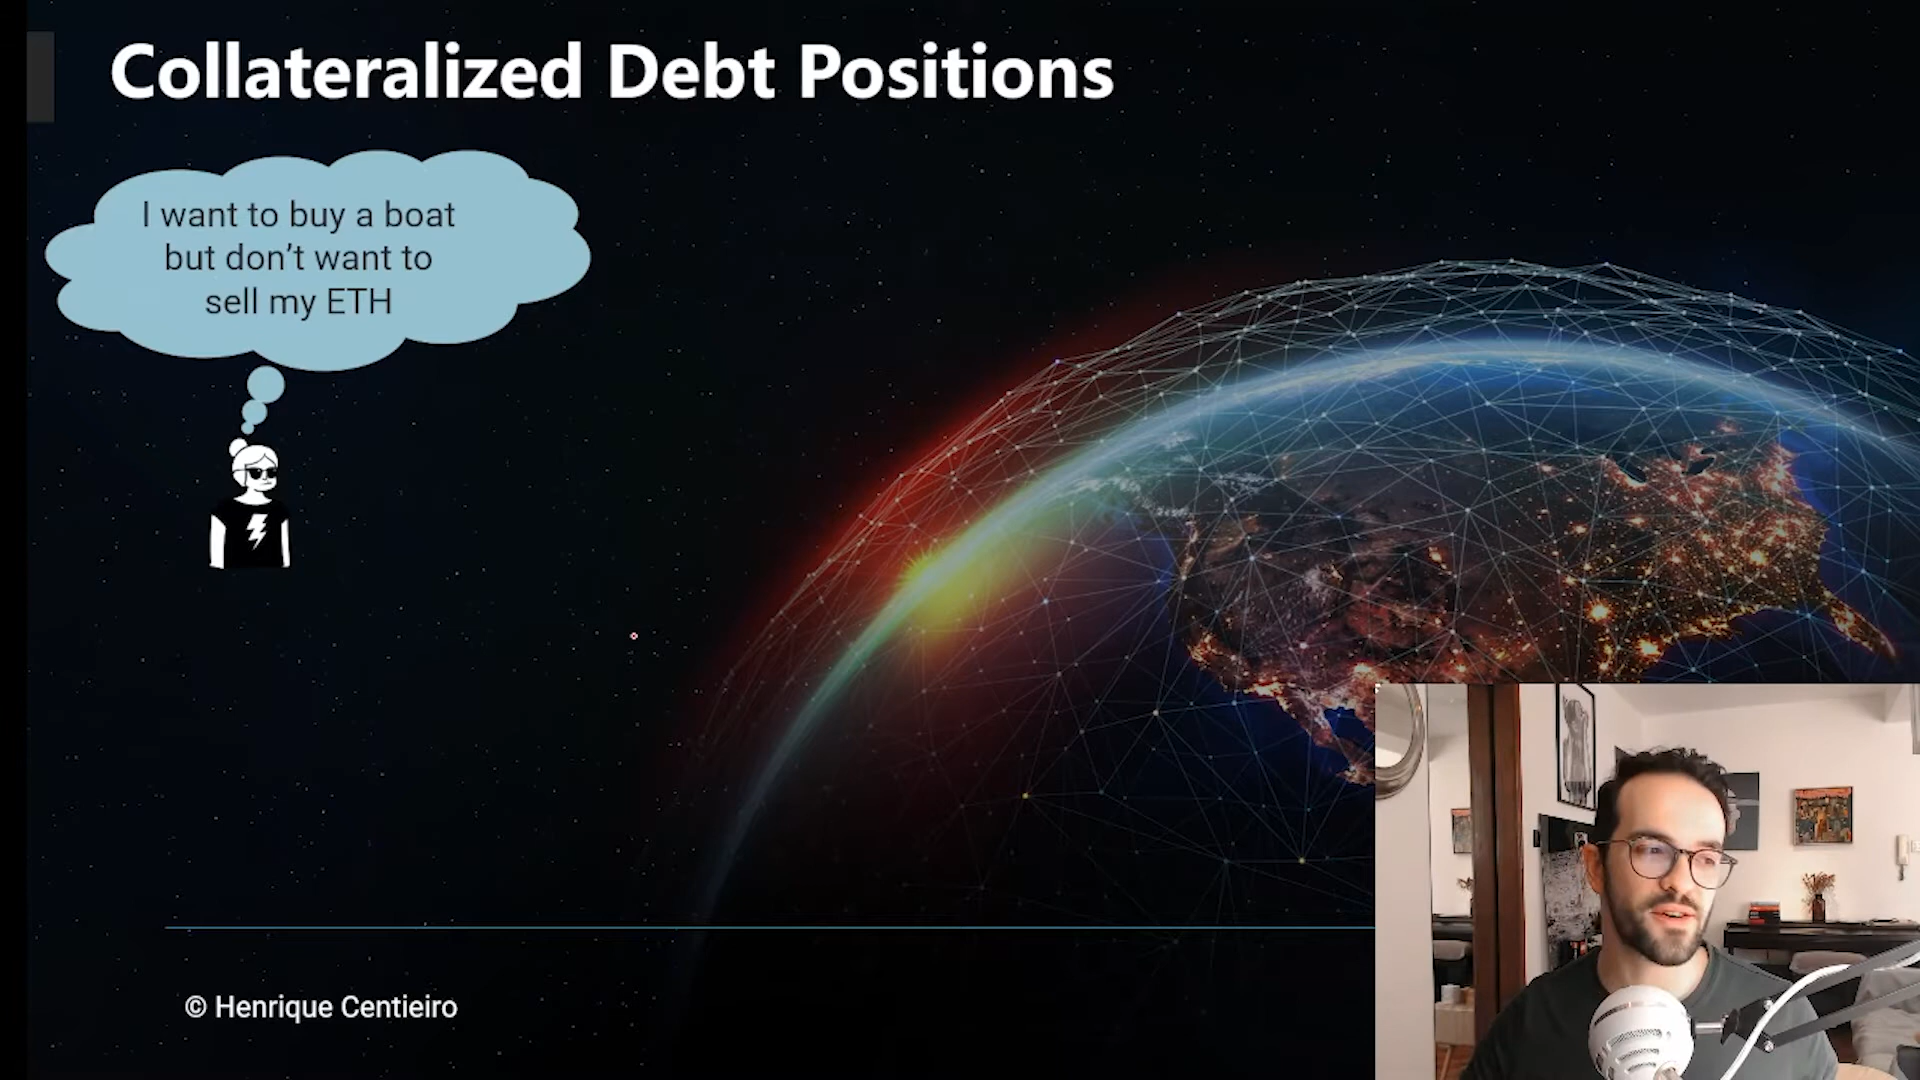 Collateralized Debt Positions
I want to buy a boat
but don’t want to
sell my ETH
© Henrique Centieiro